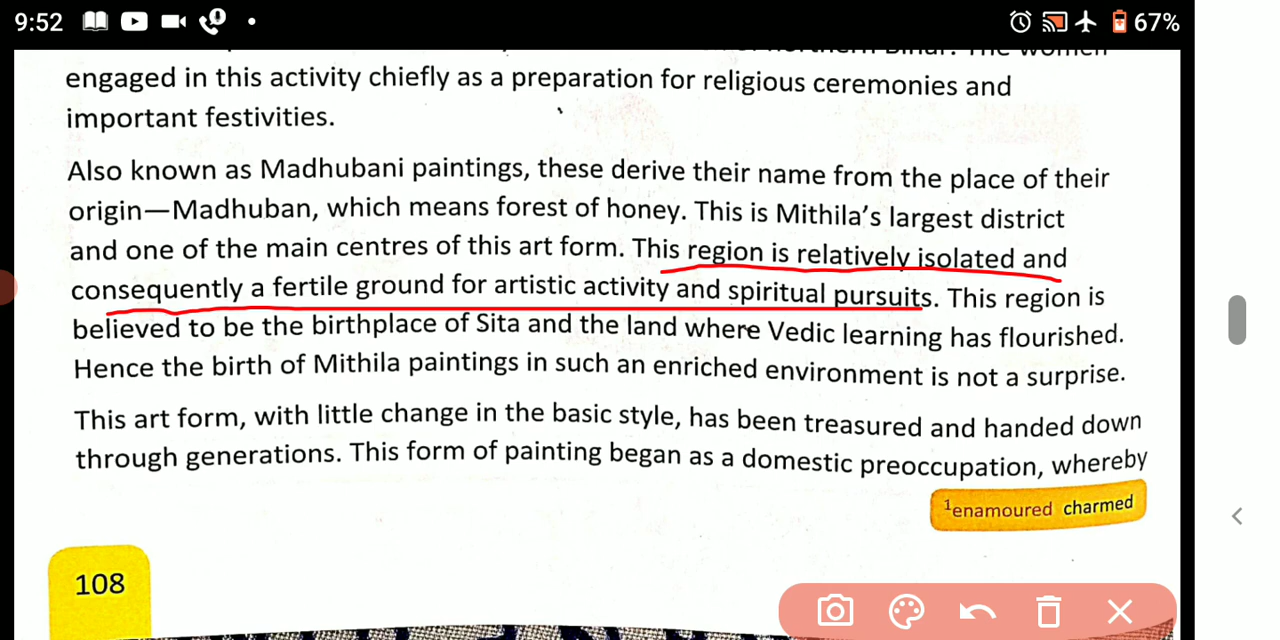 9:52
67%
engaged in this activity chiefly as a preparation for religious ceremonies and
important festivities.
Also known as Madhubani paintings, these derive their name from the place of their
origin—Madhuban, which means forest of honey. This is Mithila's largest district
and one of the main centres of this art form. This region is relatively isolated and
consequently a fertile ground for artistic activity and spiritual pursuits. This region is
believed to be the birthplace of Sita and the land where Vedic learning has flourished.
Hence the birth of Mithila paintings in such an enriched environment is not a surprise.
This art form, with little change in the basic style, has been treasured and handed down
through generations. This form of painting began as a domestic preoccupation, whereby
¹enamoured charmed
108